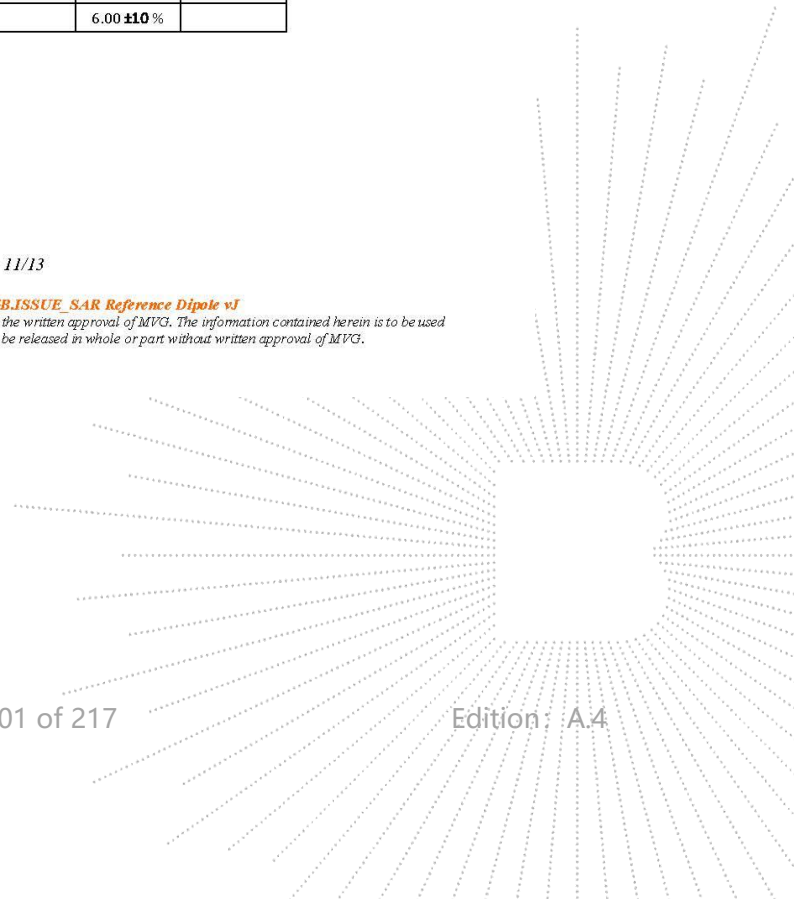 6.00 ±10 %
11/13
B.ISSUE_SAR Reference Dipole vJ
the written approval of MVG. The information contained herein is to be used
be released in whole or part without written approval of MVG.
01 of 217 Edition: A.4